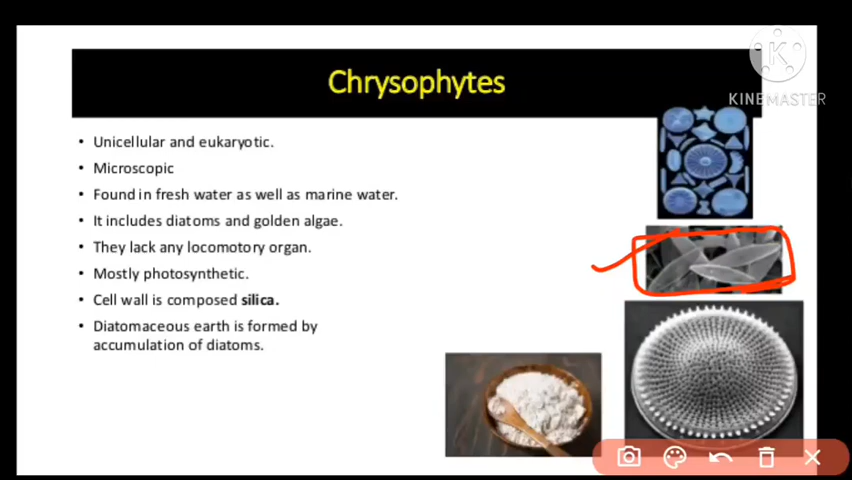 Chrysophytes
K
KINEMASTER
• Unicellular and eukaryotic.
• Microscopic
• Found in fresh water as well as marine water.
• It includes diatoms and golden algae.
• They lack any locomotory organ.
• Mostly photosynthetic.
• Cell wall is composed silica.
• Diatomaceous earth is formed by
accumulation of diatoms.